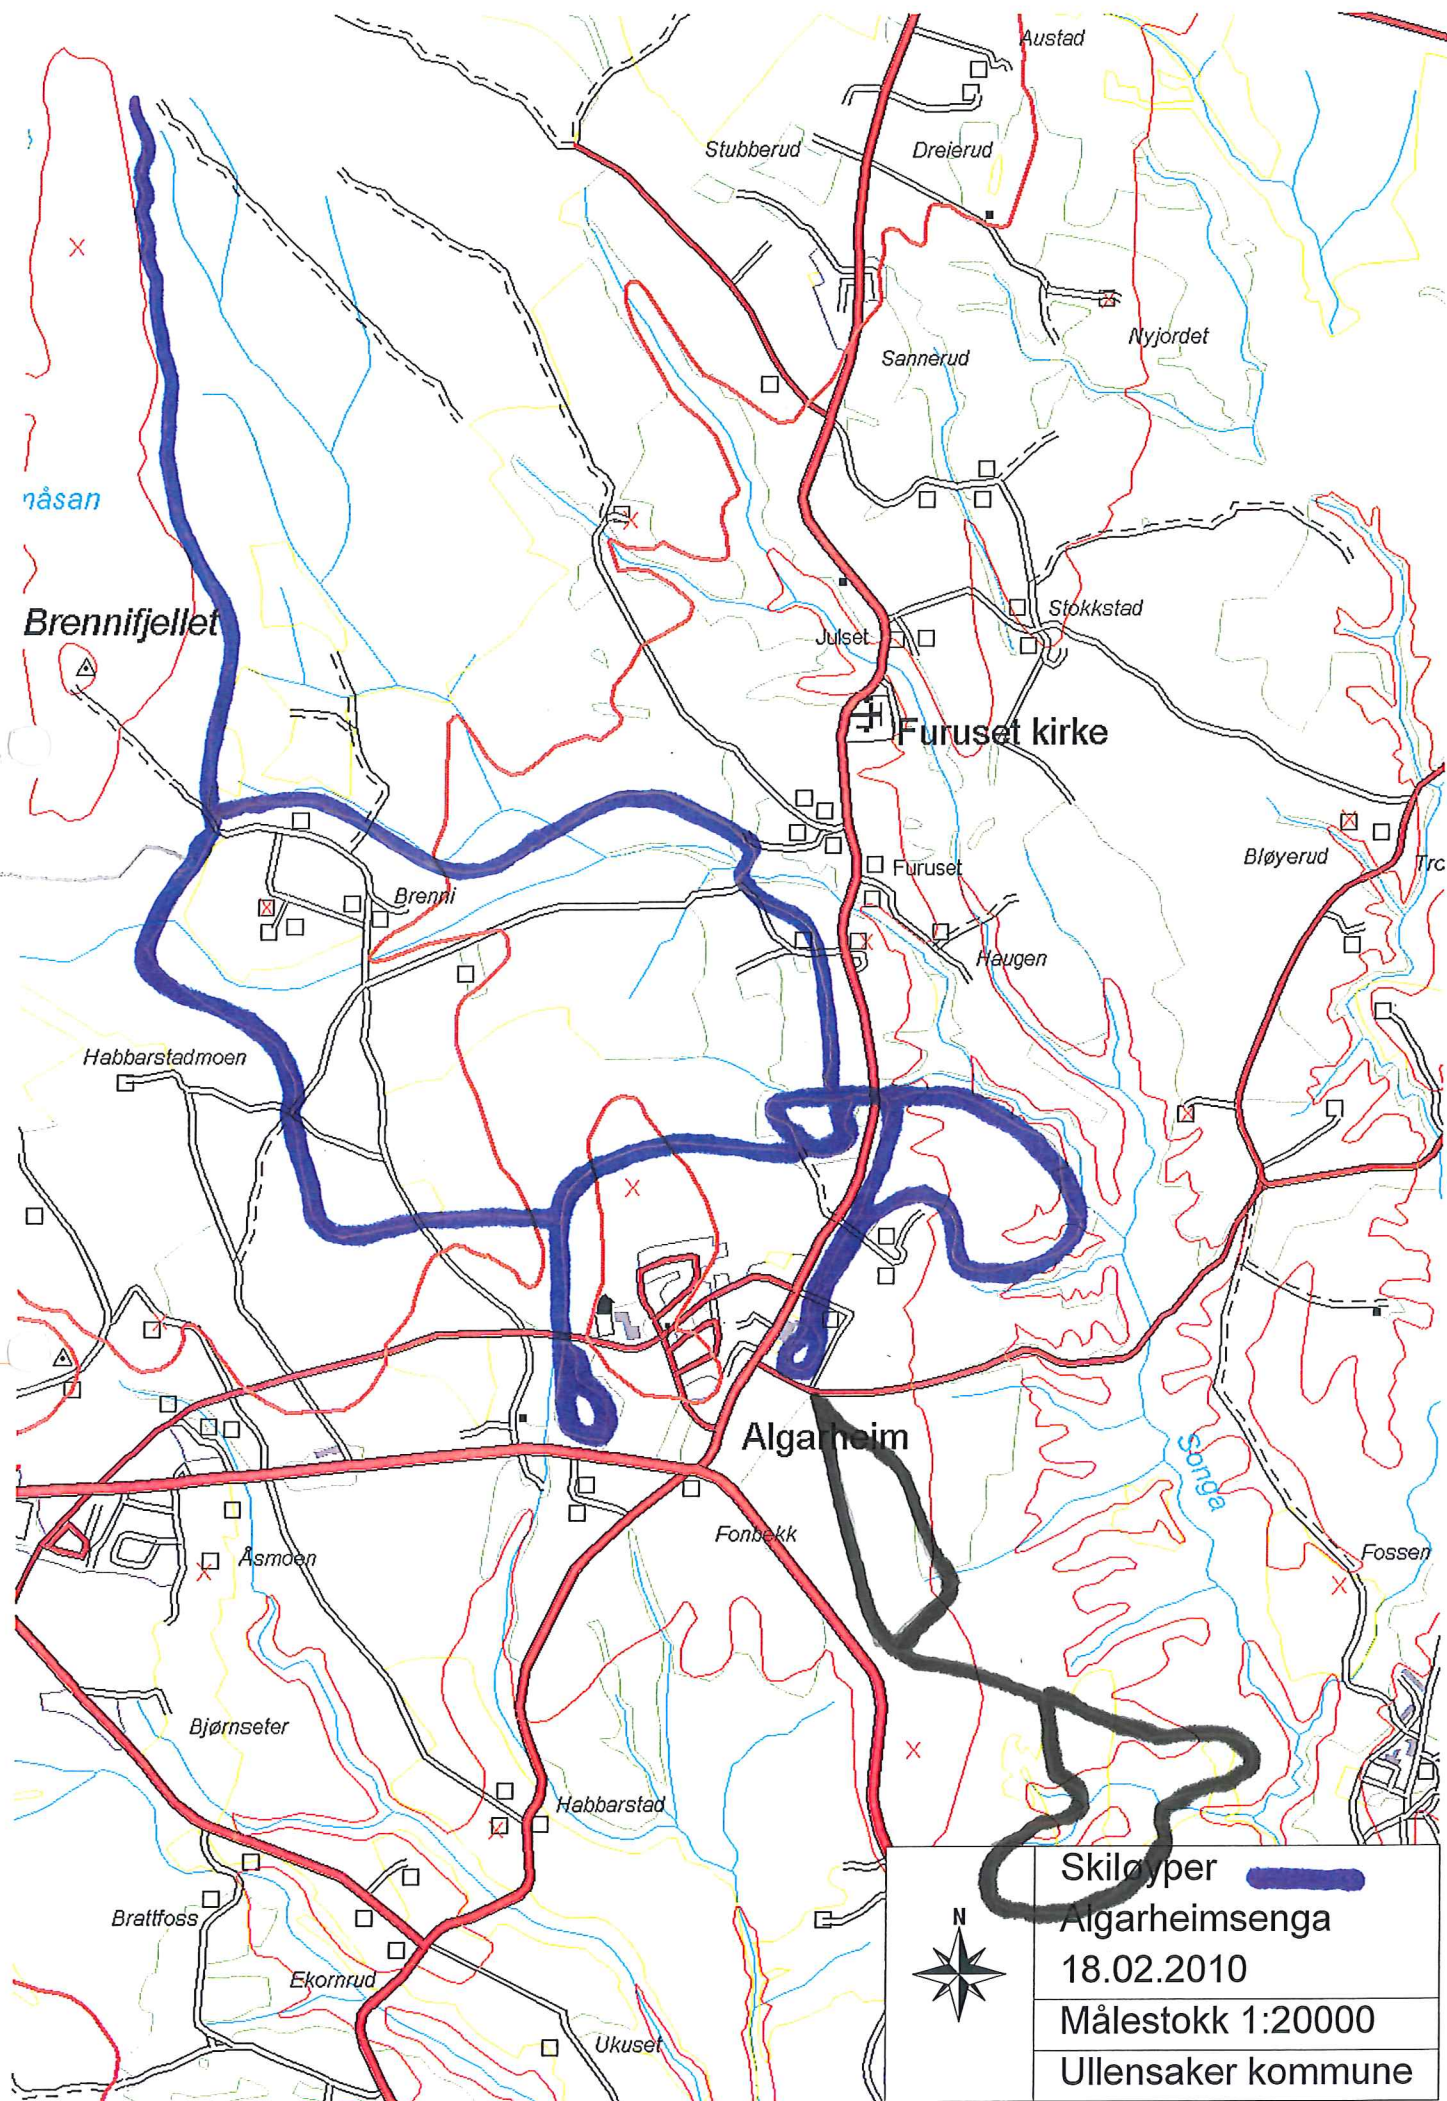 Austad
Stubberud
Dreierud
Nyjordet
Sannerud
Brennifjellet
Stokkstad
Julset
Furuset kirke
Bløyerud
Furuset
Brenni
Haugen
Habbarstadmoen
Algarheim
Songa
Fonbekk
Åsmoen
Fossen
Bjørnseter
Habbarstad
Brattfoss
Ekornrud
Ukuset
N
Skiløyper
Algarheimsenga
18.02.2010
Målestokk 1:20000
Ullensaker kommune